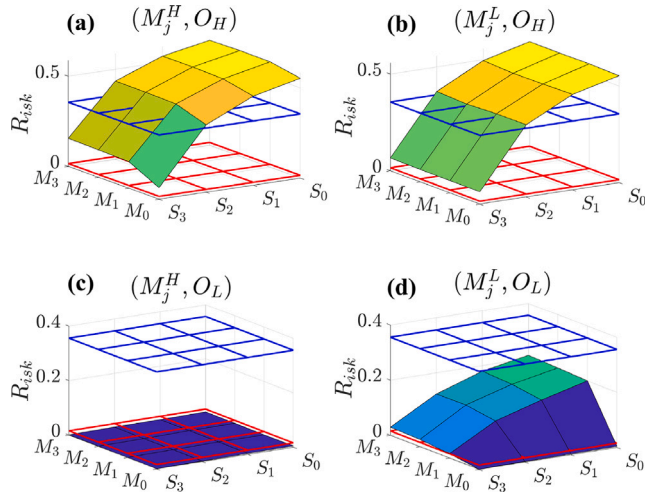 (a) (M_j^H, O_H)
0.5
R_isk
0
M_3 M_2 M_1 M_0
S_3 S_2 S_1 S_0
(b) (M_j^L, O_H)
0.5
R_isk
0
M_3 M_2 M_1 M_0
S_3 S_2 S_1 S_0
(c) (M_j^H, O_L)
0.4
0.2
R_isk
0
M_3 M_2 M_1 M_0
S_3 S_2 S_1 S_0
(d) (M_j^L, O_L)
0.4
0.2
R_isk
0
M_3 M_2 M_1 M_0
S_3 S_2 S_1 S_0